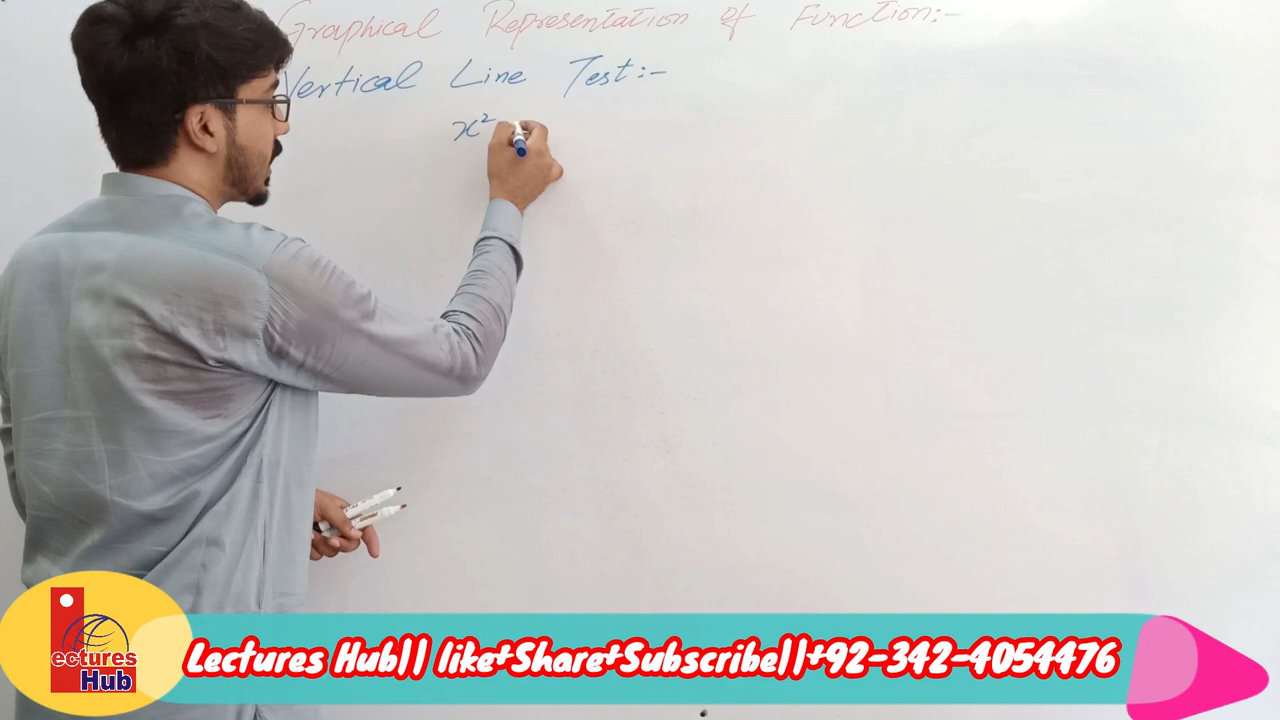 Graphical Representation of Function:-
Vertical Line Test:-
x²
Lectures Hub|| like+Share+Subscribe||+92-342-4054476
ectures
Hub